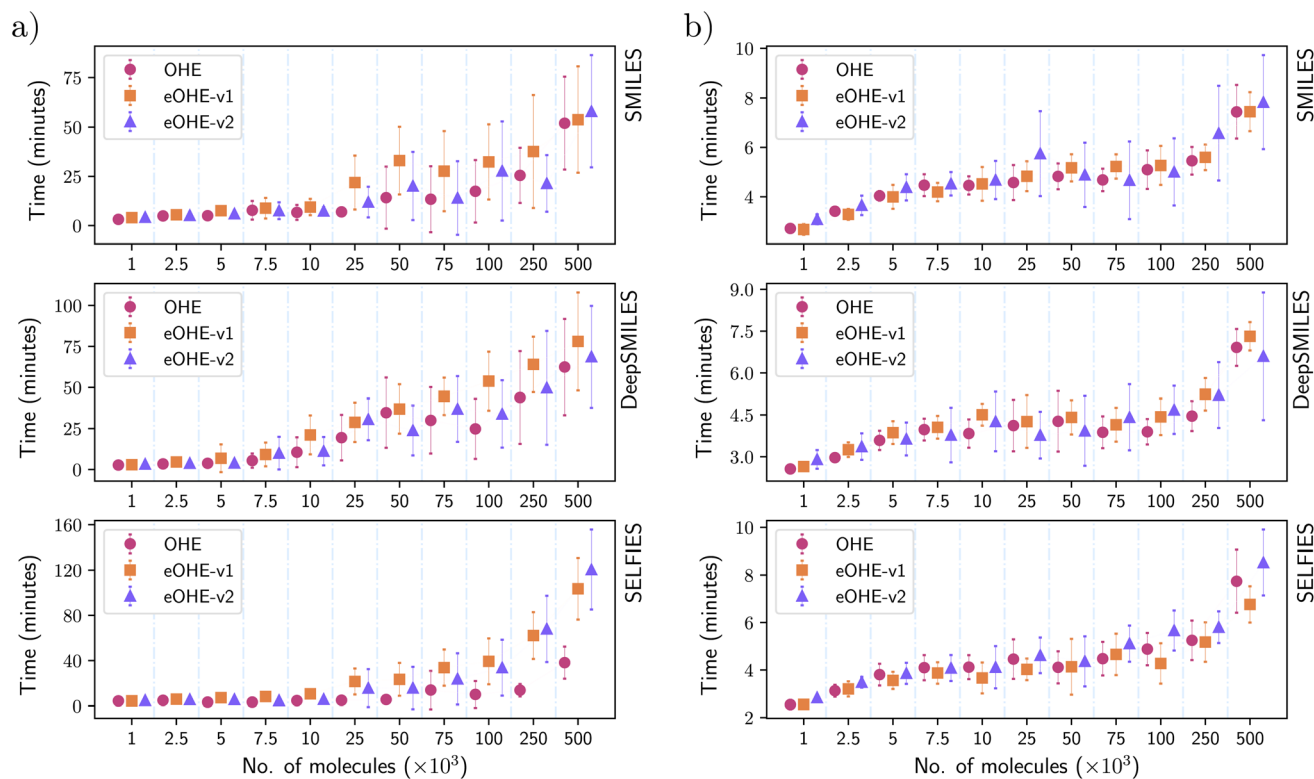 a)
Time (minutes)
75
50
25
0
OHE
eOHE-v1
eOHE-v2
SMILES
1 2.5 5 7.5 10 25 50 75 100 250 500
Time (minutes)
100
75
50
25
0
OHE
eOHE-v1
eOHE-v2
DeepSMILES
1 2.5 5 7.5 10 25 50 75 100 250 500
Time (minutes)
160
120
80
40
0
OHE
eOHE-v1
eOHE-v2
SELFIES
1 2.5 5 7.5 10 25 50 75 100 250 500
No. of molecules (×10³)
b)
Time (minutes)
10
8
6
4
OHE
eOHE-v1
eOHE-v2
SMILES
1 2.5 5 7.5 10 25 50 75 100 250 500
Time (minutes)
9.0
7.5
6.0
4.5
3.0
OHE
eOHE-v1
eOHE-v2
DeepSMILES
1 2.5 5 7.5 10 25 50 75 100 250 500
Time (minutes)
10
8
6
4
2
OHE
eOHE-v1
eOHE-v2
SELFIES
1 2.5 5 7.5 10 25 50 75 100 250 500
No. of molecules (×10³)